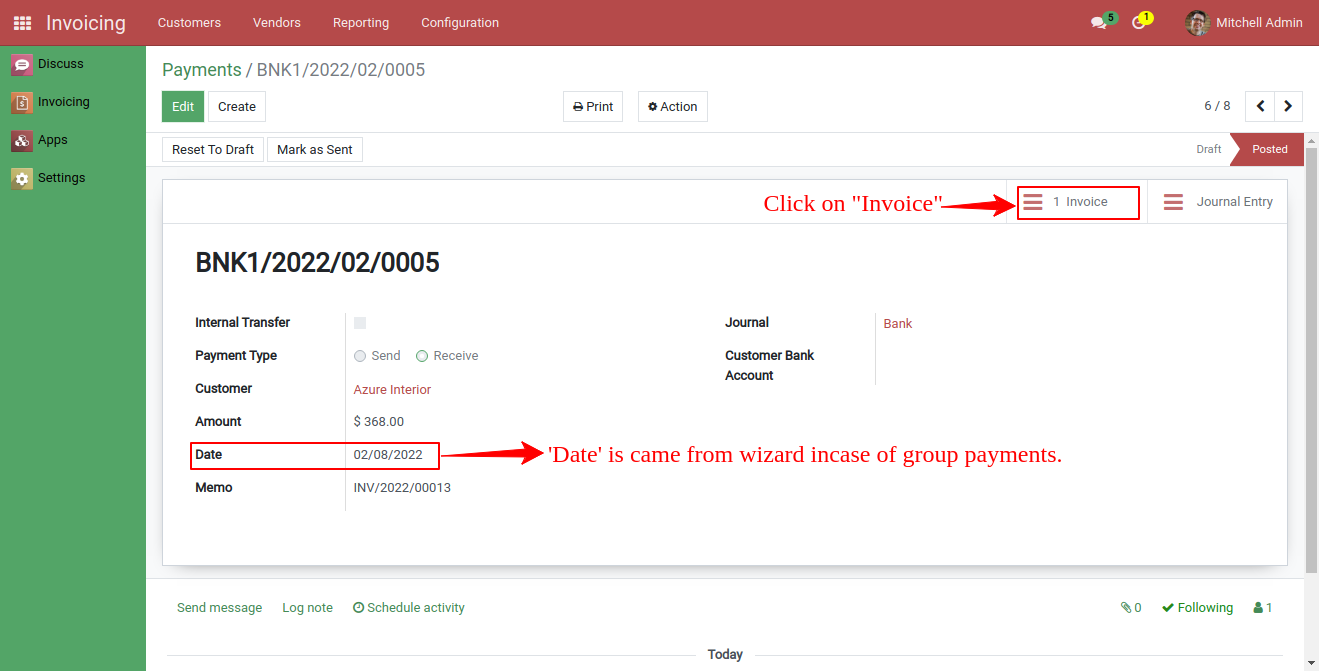 Invoicing Customers Vendors Reporting Configuration 5 1 Mitchell Admin
Discuss
Invoicing
Apps
Settings
Payments / BNK1/2022/02/0005
Edit Create Print Action 6 / 8
Reset To Draft Mark as Sent Draft Posted
Click on "Invoice" 1 Invoice Journal Entry
BNK1/2022/02/0005
Internal Transfer
Payment Type Send Receive
Customer Azure Interior
Amount $ 368.00
Date 02/08/2022
Memo INV/2022/00013
Journal Bank
Customer Bank
Account
'Date' is came from wizard incase of group payments.
Send message Log note Schedule activity 0 Following 1
Today